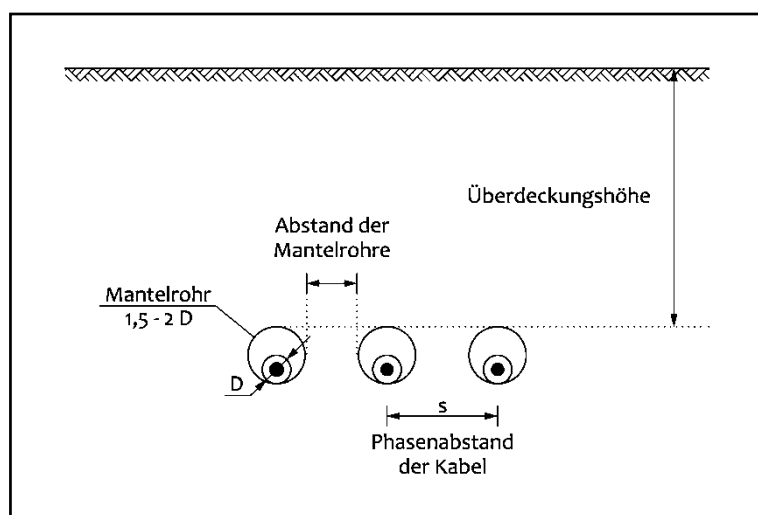 Überdeckungshöhe
Abstand der
Mantelrohre
Mantelrohr
1,5 - 2 D
D
s
Phasenabstand
der Kabel